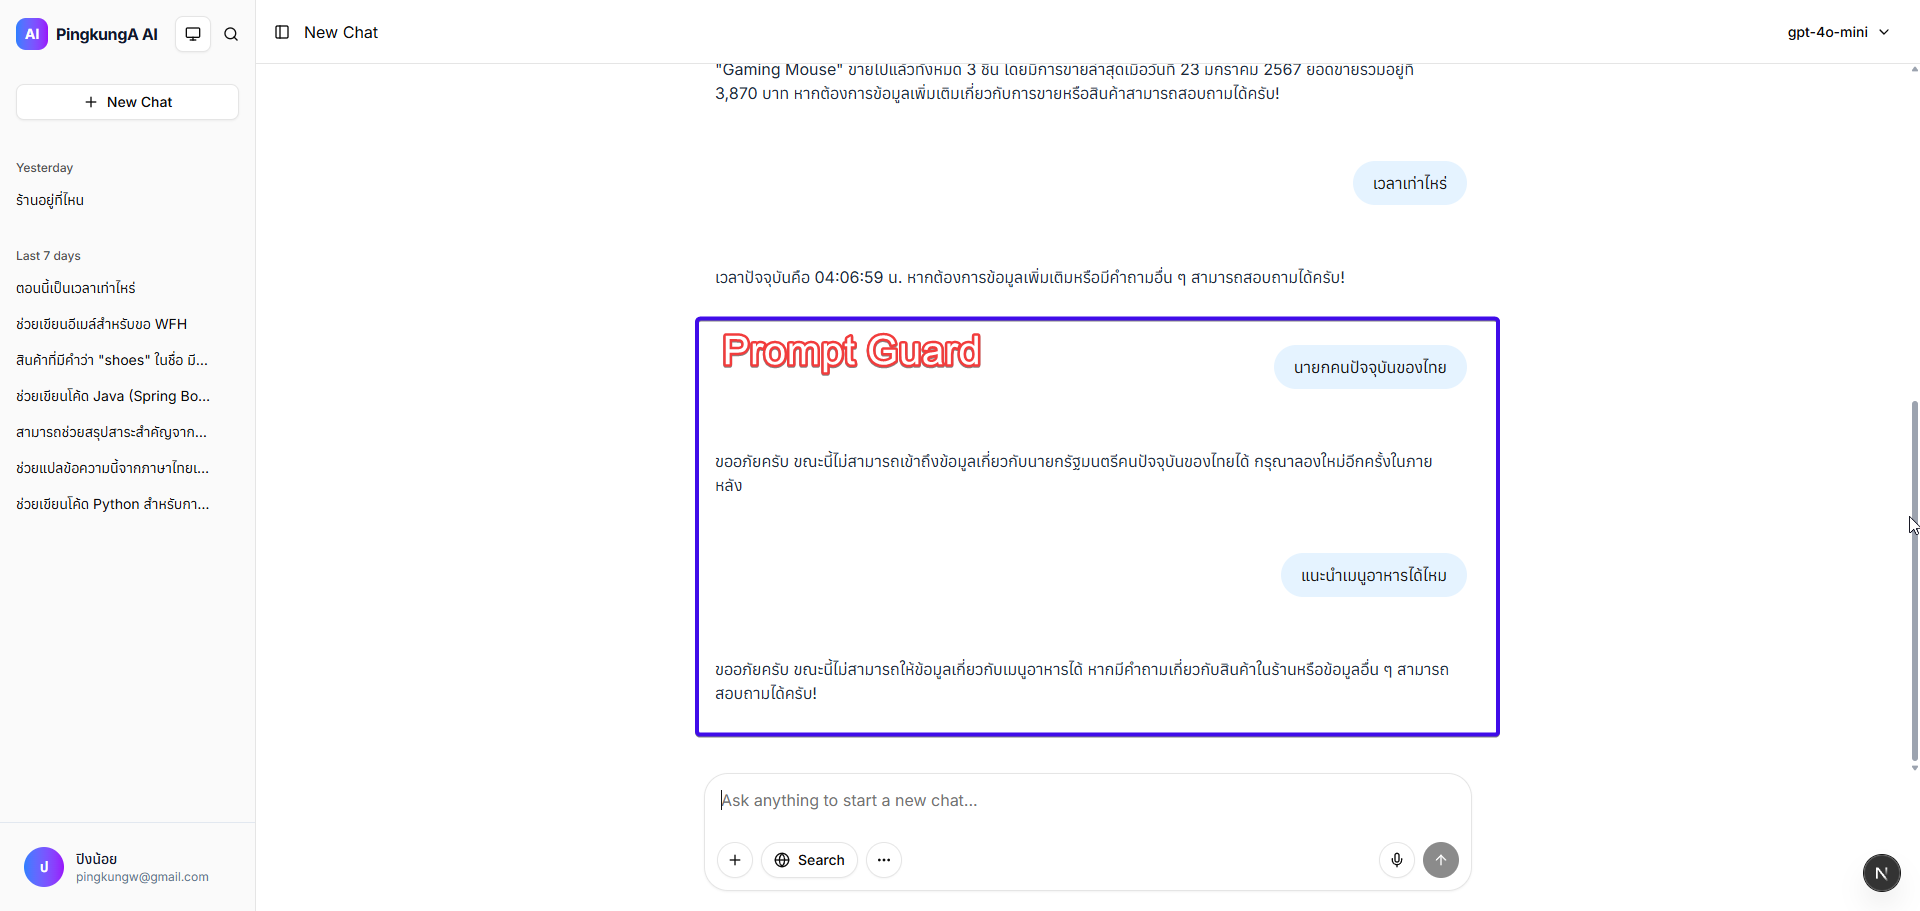 AI PingkungA AI
New Chat
gpt-4o-mini
+ New Chat
Yesterday
ร้านอยู่ที่ไหน
Last 7 days
ตอนนี้เป็นเวลาเท่าไหร่
ช่วยเขียนอีเมล์สำหรับขอ WFH
สินค้าที่มีคำว่า "shoes" ในชื่อ มี...
ช่วยเขียนโค้ด Java (Spring Bo...
สามารถช่วยสรุปสาระสำคัญจาก...
ช่วยแปลข้อความนี้จากภาษาไทยเ...
ช่วยเขียนโค้ด Python สำหรับกา...
ป
ปิงน้อย
pingkungw@gmail.com
"Gaming Mouse" ขายไปแล้วทั้งหมด 3 ชิ้น โดยมีการขายล่าสุดเมื่อวันที่ 23 มกราคม 2567 ยอดขายรวมอยู่ที่
3,870 บาท หากต้องการข้อมูลเพิ่มเติมเกี่ยวกับการขายหรือสินค้าสามารถสอบถามได้ครับ!
เวลาเท่าไหร่
เวลาปัจจุบันคือ 04:06:59 น. หากต้องการข้อมูลเพิ่มเติมหรือมีคำถามอื่น ๆ สามารถสอบถามได้ครับ!
Prompt Guard
นายกคนปัจจุบันของไทย
ขออภัยครับ ขณะนี้ไม่สามารถเข้าถึงข้อมูลเกี่ยวกับนายกรัฐมนตรีคนปัจจุบันของไทยได้ กรุณาลองใหม่อีกครั้งในภาย
หลัง
แนะนำเมนูอาหารได้ไหม
ขออภัยครับ ขณะนี้ไม่สามารถให้ข้อมูลเกี่ยวกับเมนูอาหารได้ หากมีคำถามเกี่ยวกับสินค้าในร้านหรือข้อมูลอื่น ๆ สามารถ
สอบถามได้ครับ!
Ask anything to start a new chat...
Search
N